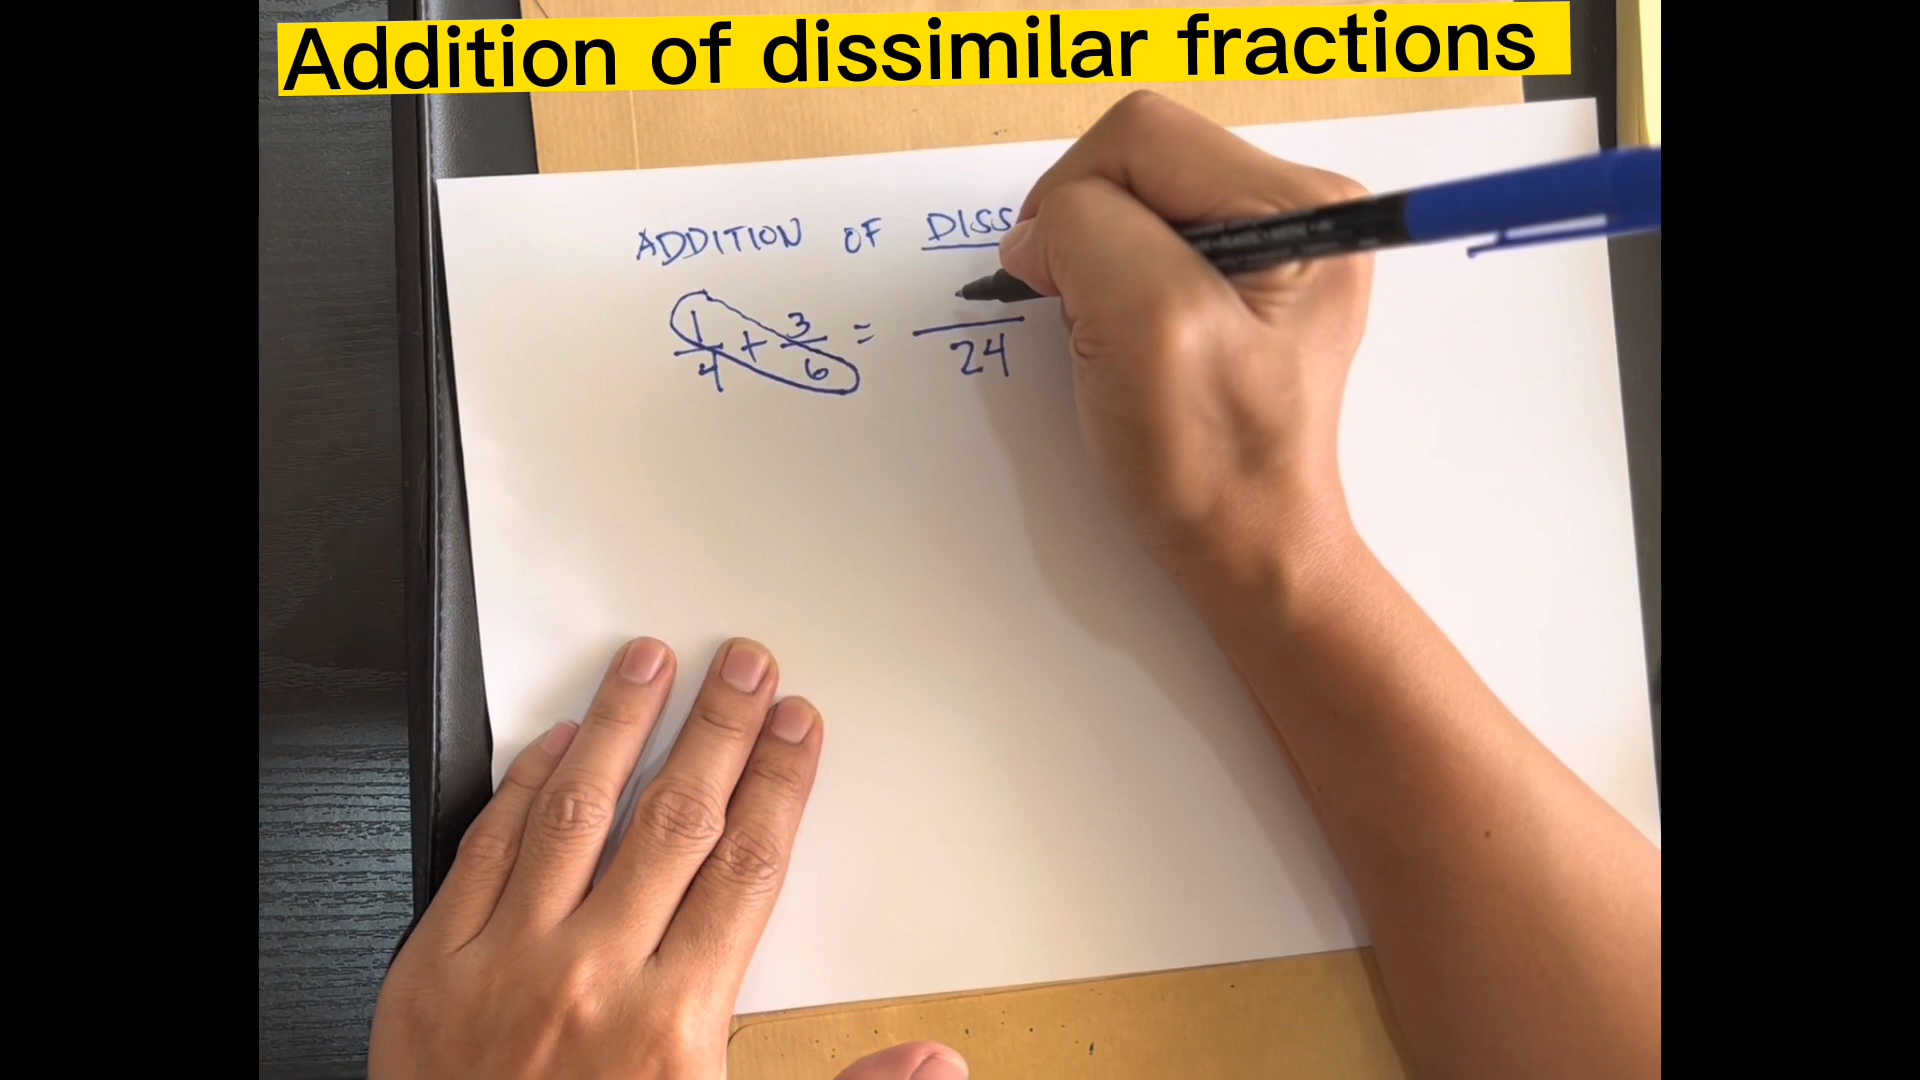 Addition of dissimilar fractions
ADDITION OF DISS
1/4 + 3/6 = /24